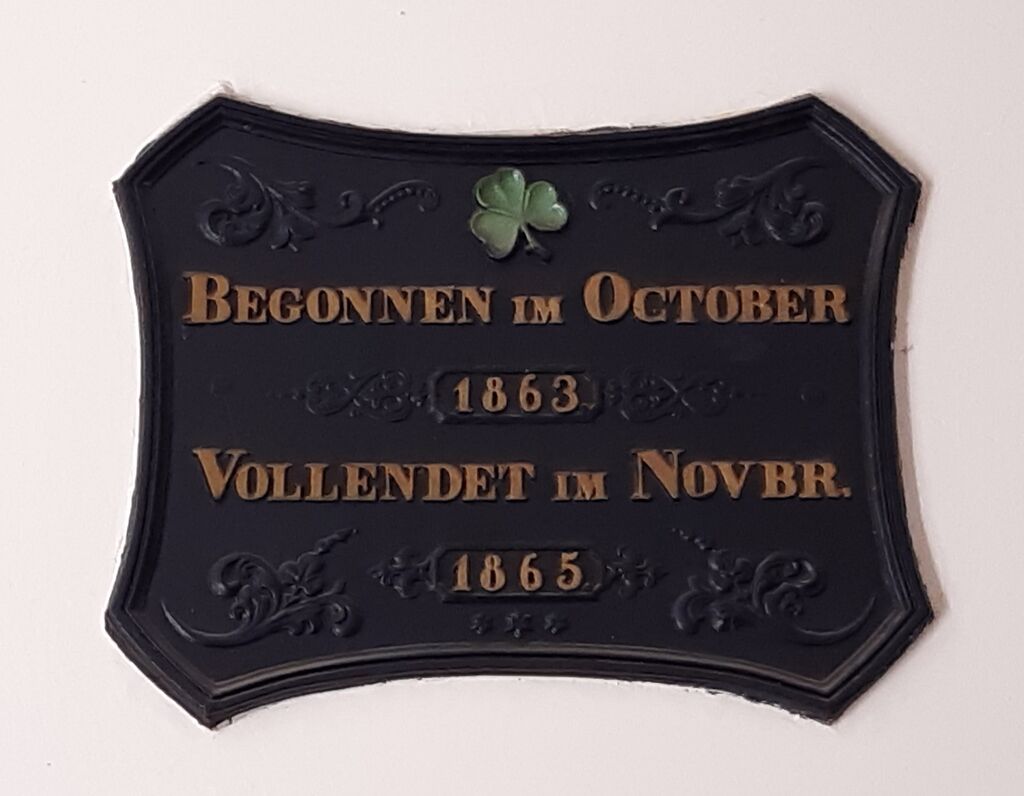 BEGONNEN IM OCTOBER
1863
VOLLENDET IM NOVBR.
1865